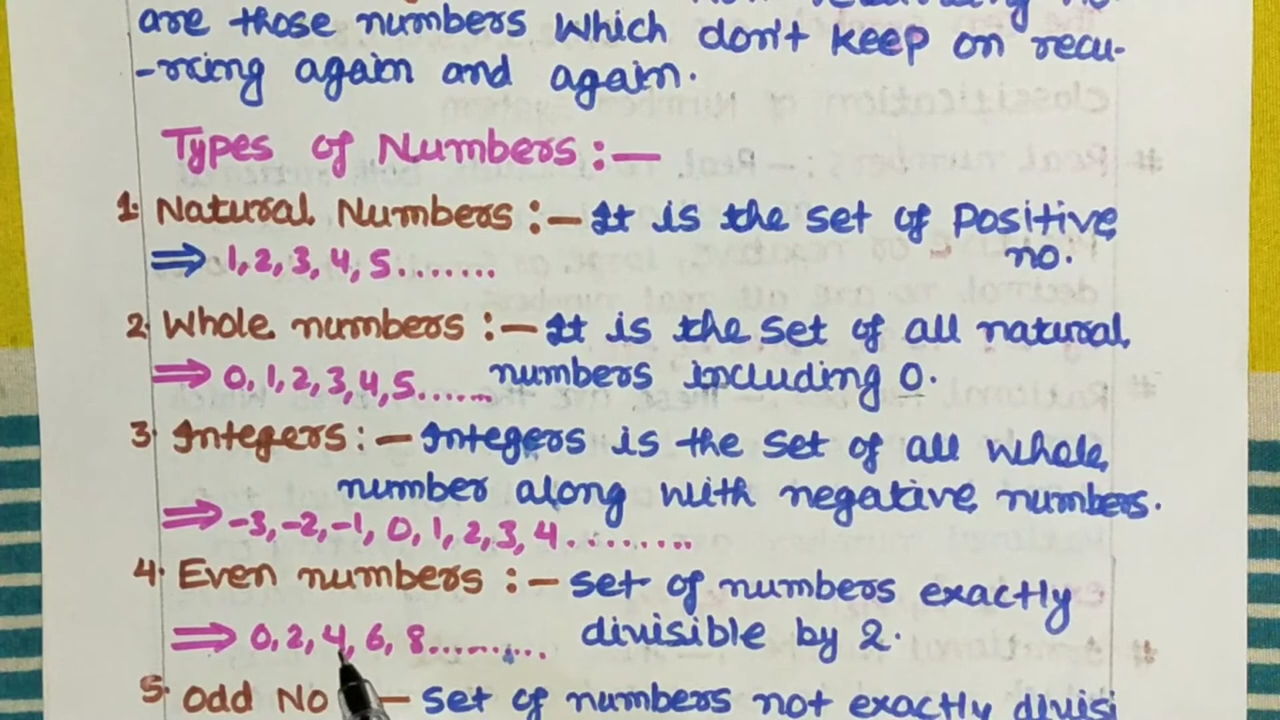 are those numbers which don't keep on recu-
-rring again and again.
Types of Numbers :—
1. Natural Numbers :— It is the set of Positive
⇒ 1, 2, 3, 4, 5....... no.
2. Whole numbers :— It is the set of all natural
⇒ 0, 1, 2, 3, 4, 5...... numbers including 0.
3. Integers : — Integers is the set of all whole
number along with negative numbers.
⇒ -3, -2, -1, 0, 1, 2, 3, 4..........
4. Even numbers : — set of numbers exactly
⇒ 0, 2, 4, 6, 8.......... divisible by 2.
5. Odd No — set of numbers not exactly divisi